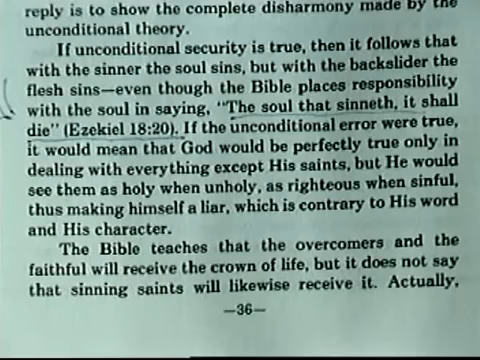 reply is to show the complete disharmony made by the
unconditional theory.
If unconditional security is true, then it follows that
with the sinner the soul sins, but with the backslider the
flesh sins—even though the Bible places responsibility
with the soul in saying, "The soul that sinneth, it shall
die" (Ezekiel 18:20). If the unconditional error were true,
it would mean that God would be perfectly true only in
dealing with everything except His saints, but He would
see them as holy when unholy, as righteous when sinful,
thus making himself a liar, which is contrary to His word
and His character.
The Bible teaches that the overcomers and the
faithful will receive the crown of life, but it does not say
that sinning saints will likewise receive it. Actually,
—36—